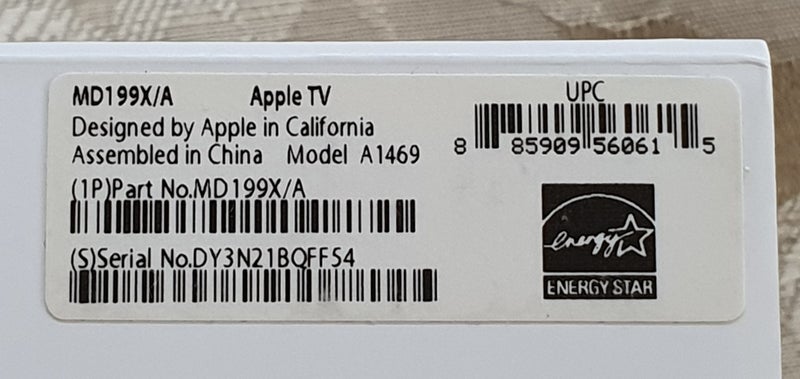 MD199X/A Apple TV
Designed by Apple in California
Assembled in China Model A1469
(1P)Part No.MD199X/A
(S)Serial No.DY3N21BQFF54
UPC
8 85909 56061 5
energy
ENERGY STAR